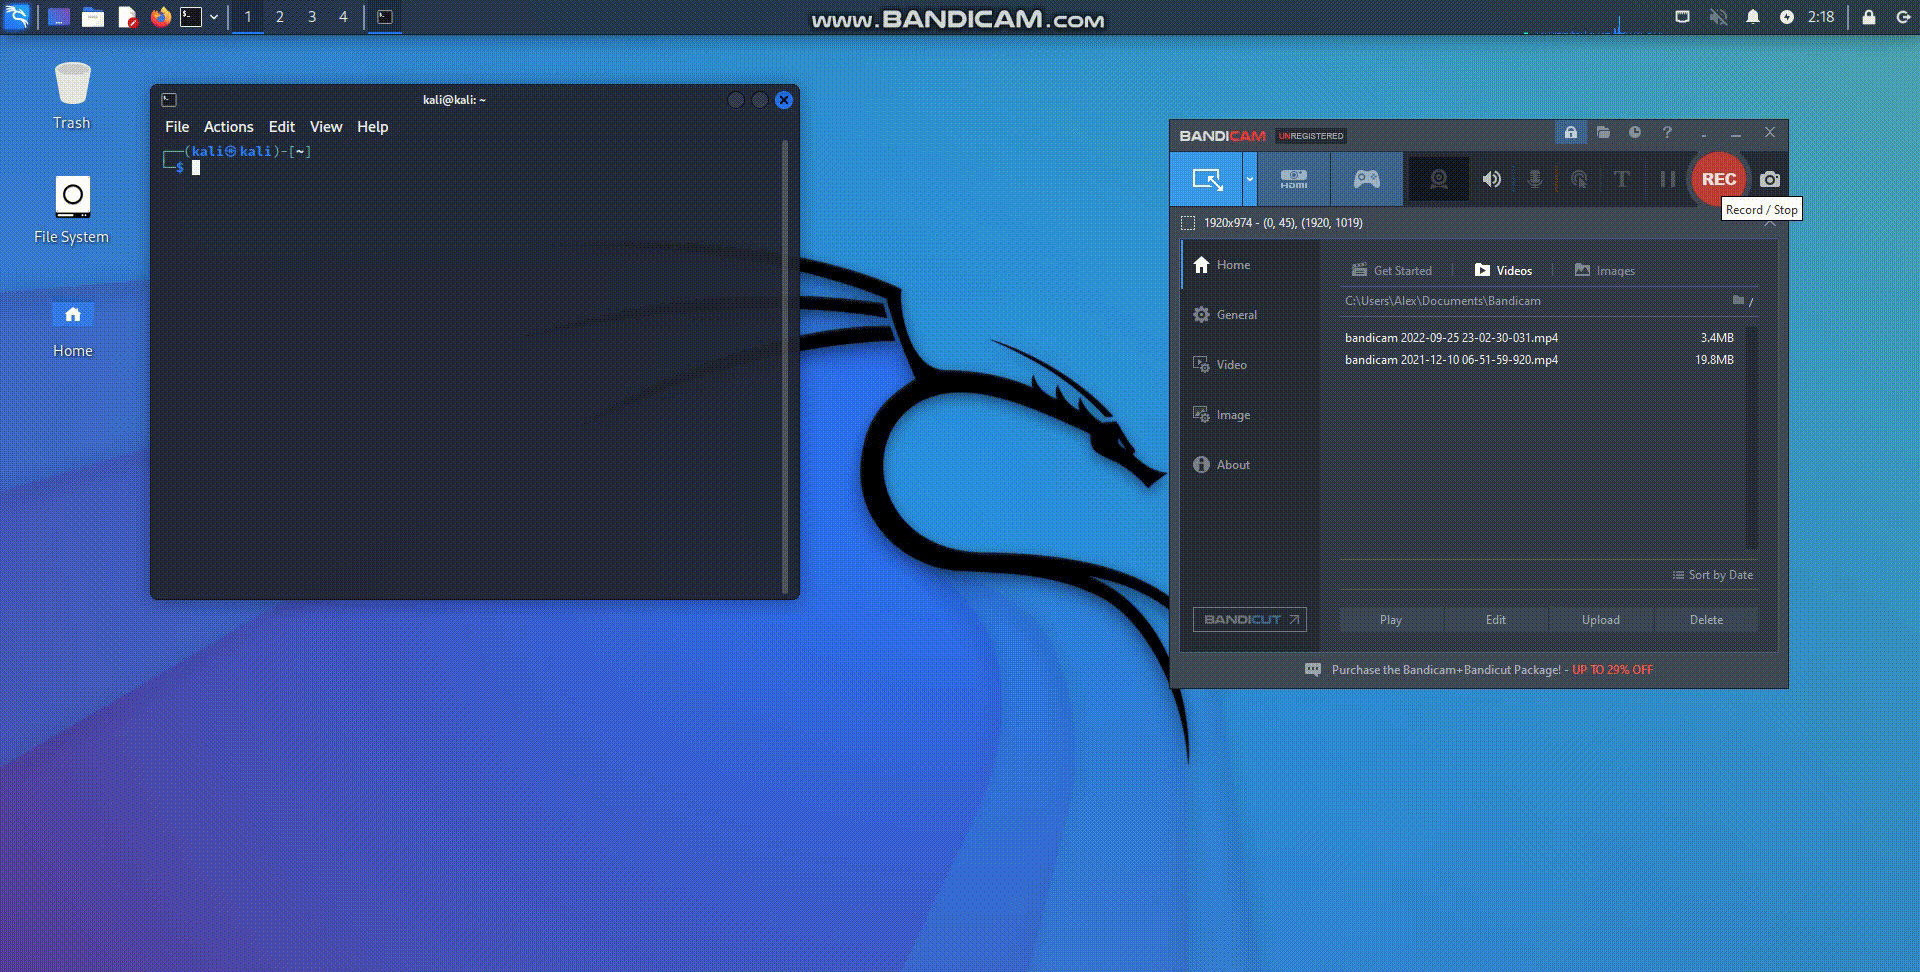 1 2 3 4
www.BANDICAM.com
2:18
Trash
File System
Home
kali@kali: ~
File Actions Edit View Help
┌──(kali㉿kali)-[~]
└─$
BANDICAM UNREGISTERED
HDMI
T
REC
Record / Stop
1920x974 - (0, 45), (1920, 1019)
Home
General
Video
Image
About
BANDICUT
Get Started
Videos
Images
C:\Users\Alex\Documents\Bandicam
/
bandicam 2022-09-25 23-02-30-031.mp4 3.4MB
bandicam 2021-12-10 06-51-59-920.mp4 19.8MB
Sort by Date
Play Edit Upload Delete
Purchase the Bandicam+Bandicut Package! - UP TO 29% OFF